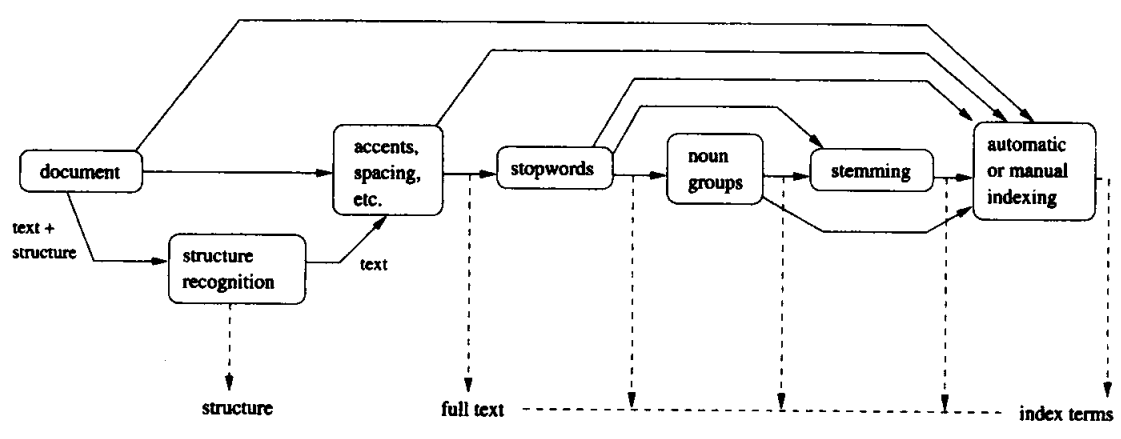 document
accents,
spacing,
etc.
stopwords
noun
groups
stemming
automatic
or manual
indexing
text +
structure
structure
recognition
text
structure
full text
index terms